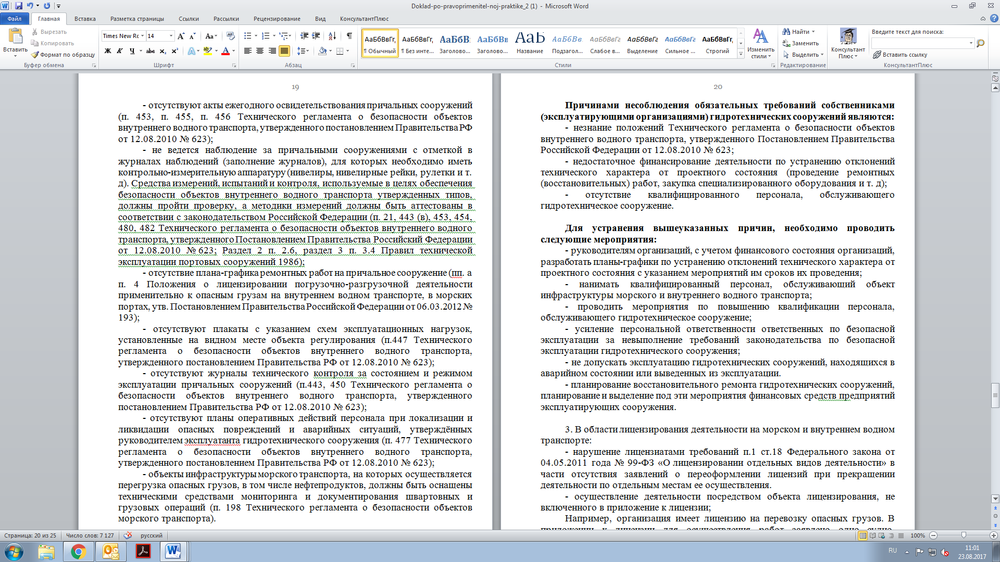 Doklad-po-pravoprimenitel-noj-praktike_2 (1) - Microsoft Word
Файл Главная Вставка Разметка страницы Ссылки Рассылки Рецензирование Вид КонсультантПлюс
Вставить
Вырезать
Копировать
Формат по образцу
Буфер обмена
Times New Rc 14
Ж К Ч abc x₂ x²
Шрифт
Абзац
АаБбВвГг, АаБбВвГг, АаБбВ АаБбВв АаБ АаБбВв. АаБбВвГг АаБбВвГг АаБбВвГг АаБбВвГг,
¶ Обычный ¶ Без инте... Заголово... Заголово... Название Подзагол... Слабое в... Выделение Сильное ... Строгий
Стили
Изменить стили
Найти
Заменить
Выделить
Редактирование
Консультант Плюс
Введите текст для поиска:
Вставить ссылку
КонсультантПлюс
19
- отсутствуют акты ежегодного освидетельствования причальных сооружений
(п. 453, п. 455, п. 456 Технического регламента о безопасности объектов
внутреннего водного транспорта, утвержденного постановлением Правительства РФ
от 12.08.2010 № 623);
- не ведется наблюдение за причальными сооружениями с отметкой в
журналах наблюдений (заполнение журналов), для которых необходимо иметь
контрольно-измерительную аппаратуру (нивелиры, нивелирные рейки, рулетки и т.
д). Средства измерений, испытаний и контроля, используемые в целях обеспечения
безопасности объектов внутреннего водного транспорта утвержденных типов,
должны пройти проверку, а методики измерений должны быть аттестованы в
соответствии с законодательством Российской Федерации (п. 21, 443 (в), 453, 454,
480, 482 Технического регламента о безопасности объектов внутреннего водного
транспорта, утвержденного Постановлением Правительства Российский Федерации
от 12.08.2010 № 623; Раздел 2 п. 2.6, раздел 3 п. 3.4 Правил технической
эксплуатации портовых сооружений 1986);
- отсутствие плана-графика ремонтных работ на причальное сооружение (пп. а
п. 4 Положения о лицензировании погрузочно-разгрузочной деятельности
применительно к опасным грузам на внутреннем водном транспорте, в морских
портах, утв. Постановлением Правительства Российской Федерации от 06.03.2012 №
193);
- отсутствуют плакаты с указанием схем эксплуатационных нагрузок,
установленные на видном месте объекта регулирования (п.447 Технического
регламента о безопасности объектов внутреннего водного транспорта,
утвержденного постановлением Правительства РФ от 12.08.2010 № 623);
- отсутствуют журналы технического контроля за состоянием и режимом
эксплуатации причальных сооружений (п.443, 450 Технического регламента о
безопасности объектов внутреннего водного транспорта, утвержденного
постановлением Правительства РФ от 12.08.2010 № 623);
- отсутствуют планы оперативных действий персонала при локализации и
ликвидации опасных повреждений и аварийных ситуаций, утверждённых
руководителем эксплуатанта гидротехнического сооружения (п. 477 Технического
регламента о безопасности объектов внутреннего водного транспорта,
утвержденного постановлением Правительства РФ от 12.08.2010 № 623);
- объекты инфраструктуры морского транспорта, на которых осуществляется
перегрузка опасных грузов, в том числе нефтепродуктов, должны быть оснащены
техническими средствами мониторинга и документирования швартовных и
грузовых операций (п. 198 Технического регламента о безопасности объектов
морского транспорта).
20
Причинами несоблюдения обязательных требований собственниками
(эксплуатирующими организациями) гидротехнических сооружений являются:
- незнание положений Технического регламента о безопасности объектов
внутреннего водного транспорта, утвержденного Постановлением Правительства
Российской Федерации от 12.08.2010 № 623;
- недостаточное финансирование деятельности по устранению отклонений
технического характера от проектного состояния (проведение ремонтных
(восстановительных) работ, закупка специализированного оборудования и т. д);
- отсутствие квалифицированного персонала, обслуживающего
гидротехническое сооружение.
Для устранения вышеуказанных причин, необходимо проводить
следующие мероприятия:
- руководителям организаций, с учетом финансового состояния организаций,
разработать планы-графики по устранению отклонений технического характера от
проектного состояния с указанием мероприятий им сроков их проведения;
- нанимать квалифицированный персонал, обслуживающий объект
инфраструктуры морского и внутреннего водного транспорта;
- проводить мероприятия по повышению квалификации персонала,
обслуживающего гидротехническое сооружение;
- усиление персональной ответственности ответственных по безопасной
эксплуатации за невыполнение требований законодательства по безопасной
эксплуатации гидротехнического сооружения;
- не допускать эксплуатацию гидротехнических сооружений, находящихся в
аварийном состоянии или выведенных из эксплуатации.
- планирование восстановительного ремонта гидротехнических сооружений,
планирование и выделение под эти мероприятия финансовых средств предприятий
эксплуатирующих сооружения.
3. В области лицензирования деятельности на морском и внутреннем водном
транспорте:
- нарушение лицензиатами требований п.1 ст.18 Федерального закона от
04.05.2011 года № 99-ФЗ «О лицензировании отдельных видов деятельности» в
части отсутствия заявлений о переоформлении лицензий при прекращении
деятельности по отдельным местам ее осуществления.
- осуществление деятельности посредством объекта лицензирования, не
включенного в приложение к лицензии;
Например, организация имеет лицензию на перевозку опасных грузов. В
приложении к лицензии для осуществления работ заявлено одно судно,
Страница: 20 из 25 Число слов: 7 127 русский 100%
RU 11:01
23.08.2017